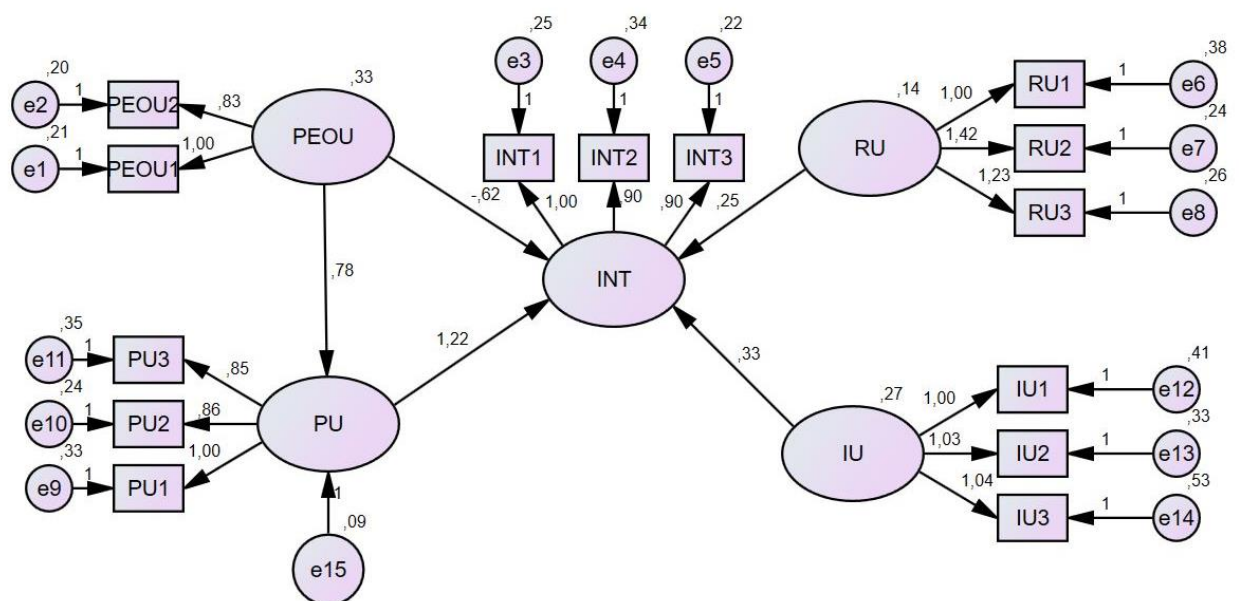 ,20
e2
1
PEOU2
,83
,21
e1
1
PEOU1
1,00
,33
PEOU
,25
e3
1
INT1
,34
e4
1
INT2
,22
e5
1
INT3
,14
RU
1,00
RU1
1
,38
e6
1,42
RU2
1
,24
e7
1,23
RU3
1
,26
e8
-,62
1,00
,90
,90
,25
INT
,78
1,22
,33
,35
e11
1
PU3
,85
,24
e10
1
PU2
,86
,33
e9
1
PU1
1,00
PU
1
,09
e15
,27
IU
1,00
IU1
1
,41
e12
1,03
IU2
1
,33
e13
1,04
IU3
1
,53
e14